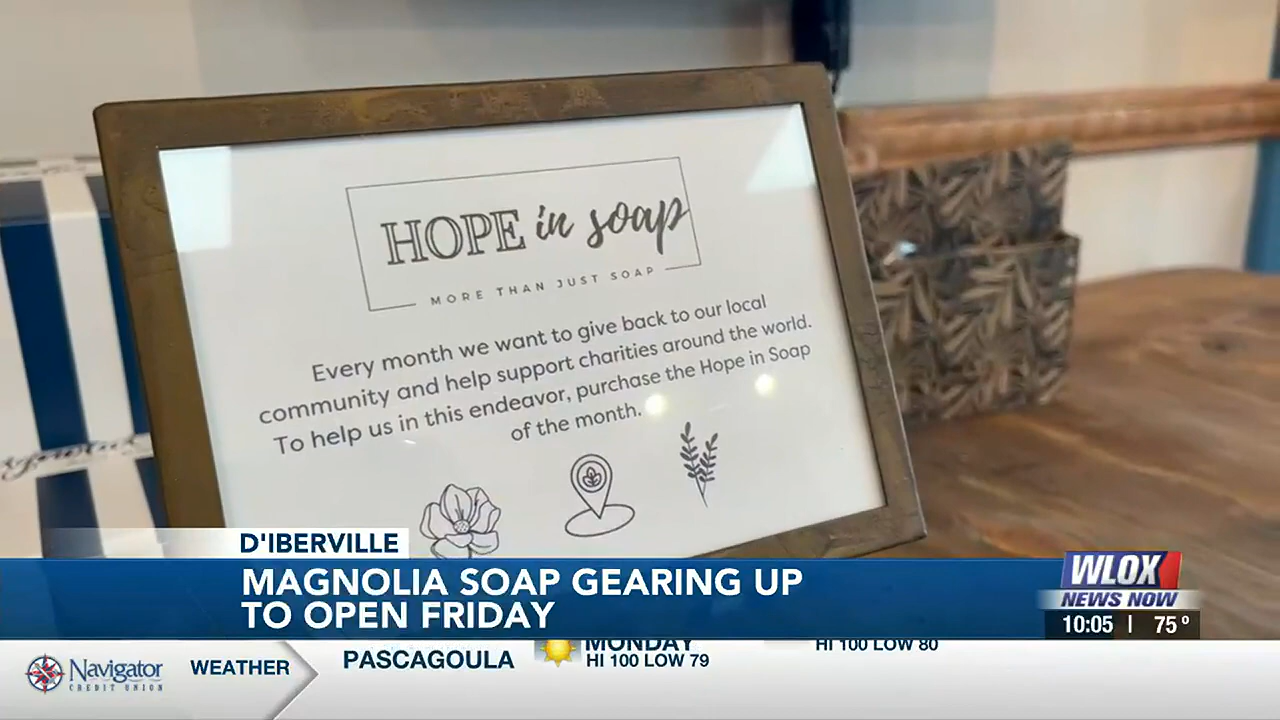 HOPE in soap
MORE THAN JUST SOAP
Every month we want to give back to our local
community and help support charities around the world.
To help us in this endeavor, purchase the Hope in Soap
of the month.
D'IBERVILLE
MAGNOLIA SOAP GEARING UP
TO OPEN FRIDAY
WLOX
NEWS NOW
10:05 | 75°
Navigator
CREDIT UNION
WEATHER
PASCAGOULA
MONDAY
HI 100 LOW 79
HI 100 LOW 80